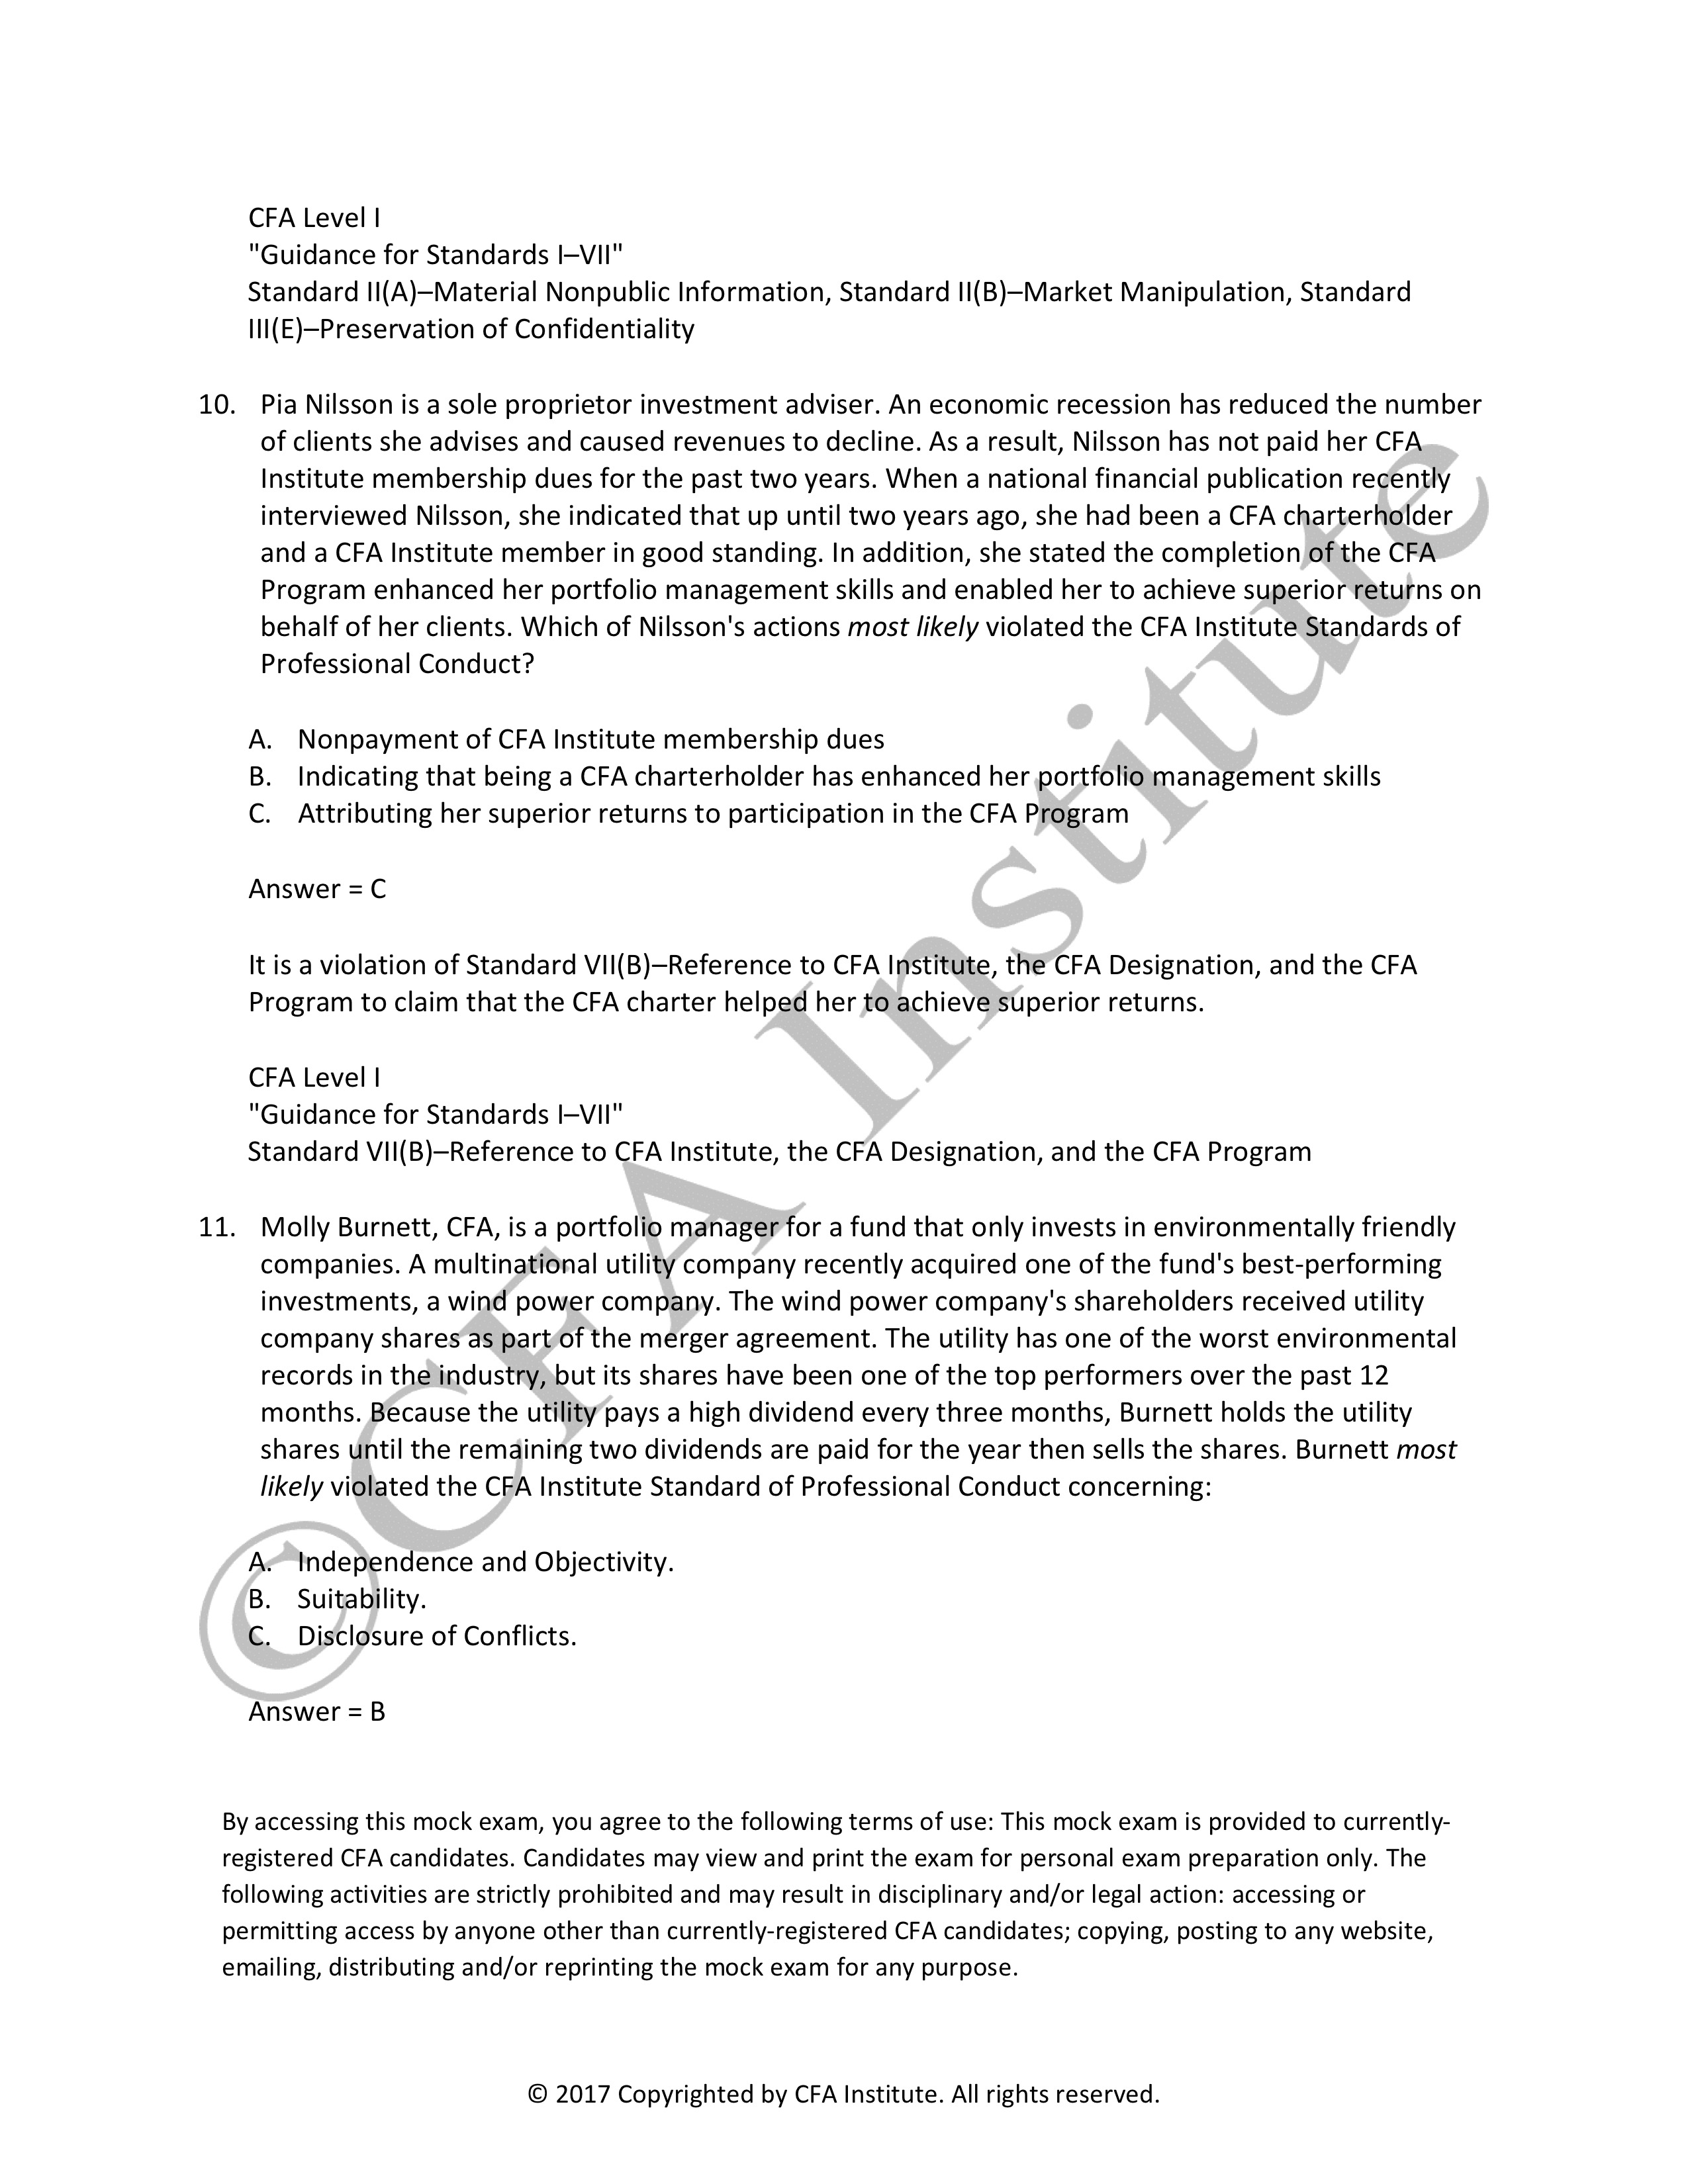 CFA Level I
"Guidance for Standards I–VII"
Standard II(A)–Material Nonpublic Information, Standard II(B)–Market Manipulation, Standard
III(E)–Preservation of Confidentiality
10. Pia Nilsson is a sole proprietor investment adviser. An economic recession has reduced the number
of clients she advises and caused revenues to decline. As a result, Nilsson has not paid her CFA
Institute membership dues for the past two years. When a national financial publication recently
interviewed Nilsson, she indicated that up until two years ago, she had been a CFA charterholder
and a CFA Institute member in good standing. In addition, she stated the completion of the CFA
Program enhanced her portfolio management skills and enabled her to achieve superior returns on
behalf of her clients. Which of Nilsson's actions most likely violated the CFA Institute Standards of
Professional Conduct?
A. Nonpayment of CFA Institute membership dues
B. Indicating that being a CFA charterholder has enhanced her portfolio management skills
C. Attributing her superior returns to participation in the CFA Program
Answer = C
It is a violation of Standard VII(B)–Reference to CFA Institute, the CFA Designation, and the CFA
Program to claim that the CFA charter helped her to achieve superior returns.
CFA Level I
"Guidance for Standards I–VII"
Standard VII(B)–Reference to CFA Institute, the CFA Designation, and the CFA Program
11. Molly Burnett, CFA, is a portfolio manager for a fund that only invests in environmentally friendly
companies. A multinational utility company recently acquired one of the fund's best-performing
investments, a wind power company. The wind power company's shareholders received utility
company shares as part of the merger agreement. The utility has one of the worst environmental
records in the industry, but its shares have been one of the top performers over the past 12
months. Because the utility pays a high dividend every three months, Burnett holds the utility
shares until the remaining two dividends are paid for the year then sells the shares. Burnett most
likely violated the CFA Institute Standard of Professional Conduct concerning:
A. Independence and Objectivity.
B. Suitability.
C. Disclosure of Conflicts.
Answer = B
By accessing this mock exam, you agree to the following terms of use: This mock exam is provided to currently-
registered CFA candidates. Candidates may view and print the exam for personal exam preparation only. The
following activities are strictly prohibited and may result in disciplinary and/or legal action: accessing or
permitting access by anyone other than currently-registered CFA candidates; copying, posting to any website,
emailing, distributing and/or reprinting the mock exam for any purpose.
© 2017 Copyrighted by CFA Institute. All rights reserved.
©CFA Institute